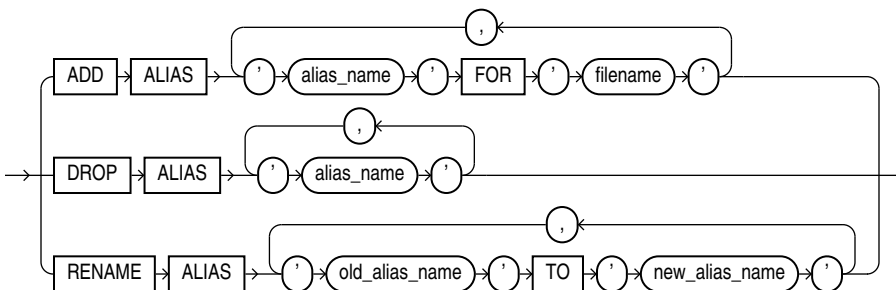 ,
ADD ALIAS ' alias_name ' FOR ' filename '
,
DROP ALIAS ' alias_name '
,
RENAME ALIAS ' old_alias_name ' TO ' new_alias_name '